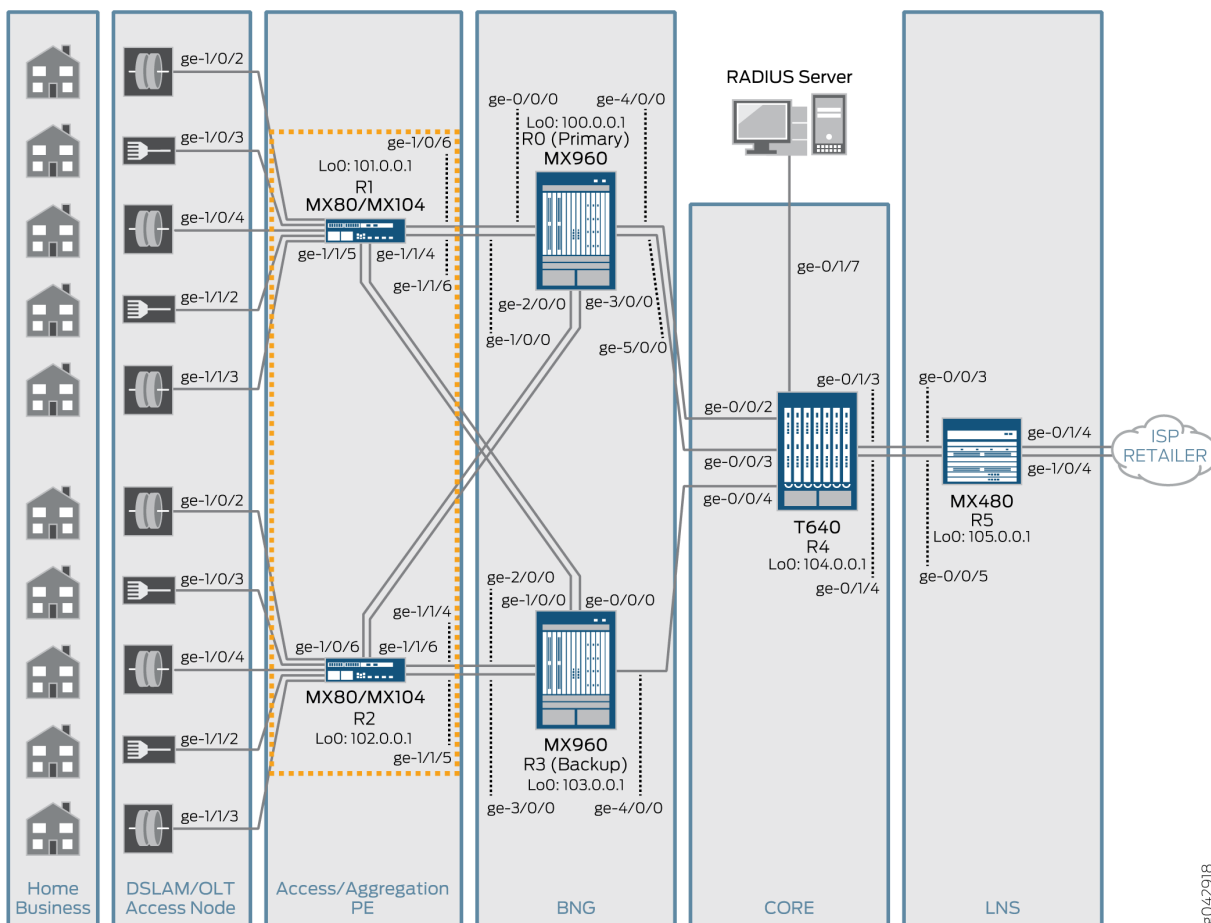 ge-1/0/2
ge-1/0/3
ge-1/0/4
ge-1/1/2
ge-1/1/3
ge-1/0/2
ge-1/0/3
ge-1/0/4
ge-1/1/2
ge-1/1/3
ge-1/0/6
Lo0: 101.0.0.1
R1
MX80/MX104
ge-1/1/5
ge-1/1/4
ge-1/1/6
ge-1/1/4
ge-1/0/6
ge-1/1/6
MX80/MX104
R2
Lo0: 102.0.0.1
ge-1/1/5
ge-0/0/0
ge-4/0/0
Lo0: 100.0.0.1
R0 (Primary)
MX960
ge-2/0/0
ge-3/0/0
ge-1/0/0
ge-5/0/0
ge-2/0/0
ge-1/0/0
ge-0/0/0
MX960
R3 (Backup)
Lo0: 103.0.0.1
ge-3/0/0
ge-4/0/0
RADIUS Server
ge-0/1/7
ge-0/1/3
ge-0/0/2
ge-0/0/3
ge-0/0/4
T640
R4
Lo0: 104.0.0.1
ge-0/1/4
ge-0/0/3
ge-0/1/4
ge-1/0/4
MX480
R5
Lo0: 105.0.0.1
ge-0/0/5
ISP
RETAILER
Home
Business
DSLAM/OLT
Access Node
Access/Aggregation
PE
BNG
CORE
LNS
g042918